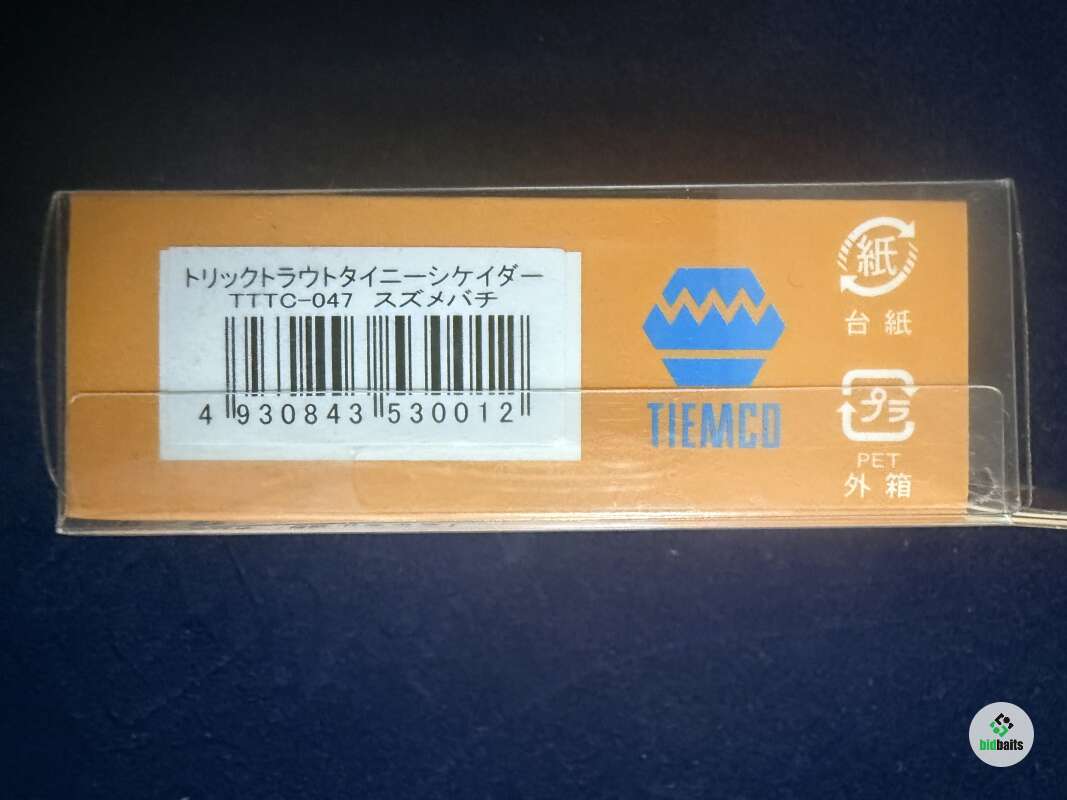 トリックトラウトタイニーシケイダー
TTTC-047 スズメバチ
4 930843 530012
TIEMCO
紙
台紙
プラ
PET
外箱
bidbaits